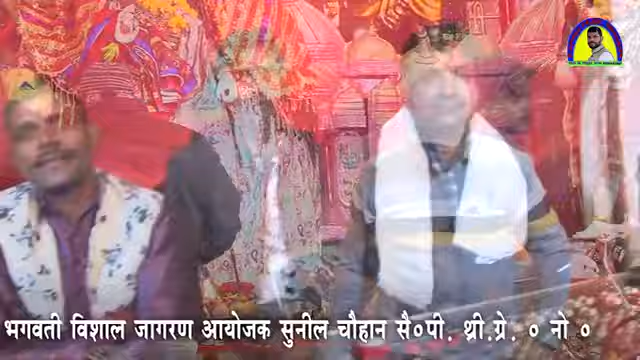 भगवती विशाल जागरण आयोजक सुनील चौहान सै०पी. थ्री.ग्रे. ० नो ०